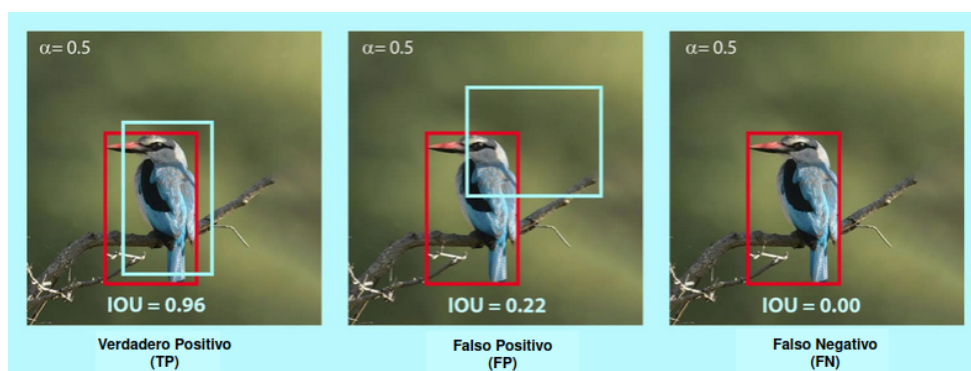 α= 0.5
IOU = 0.96
Verdadero Positivo
(TP)
α= 0.5
IOU = 0.22
Falso Positivo
(FP)
α= 0.5
IOU = 0.00
Falso Negativo
(FN)